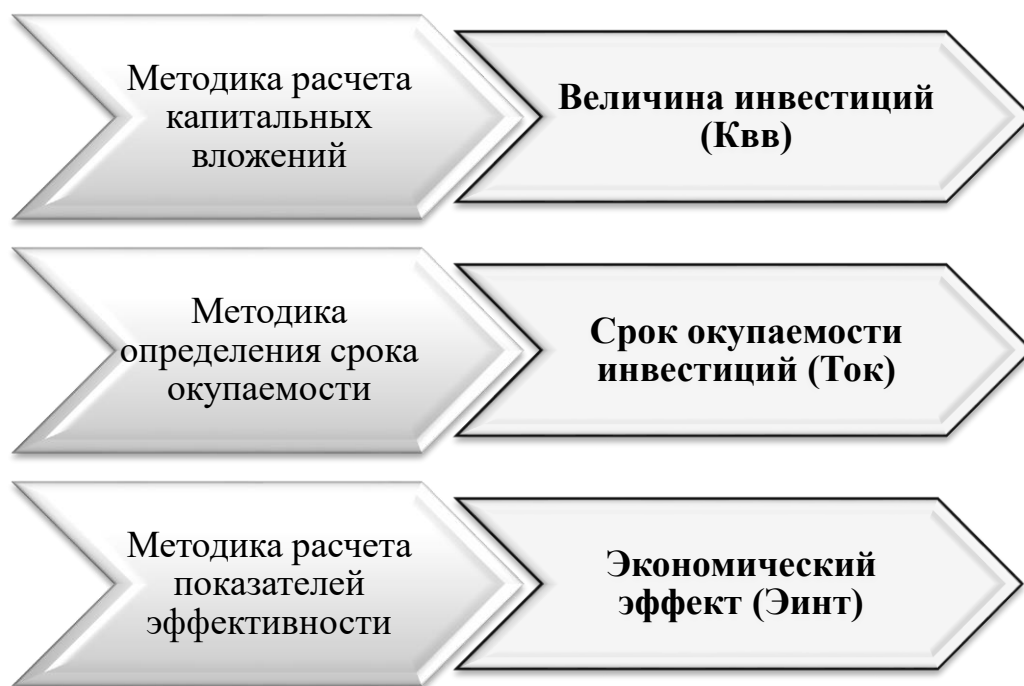 Методика расчета
капитальных
вложений
Величина инвестиций
(Квв)
Методика
определения срока
окупаемости
Срок окупаемости
инвестиций (Ток)
Методика расчета
показателей
эффективности
Экономический
эффект (Эинт)